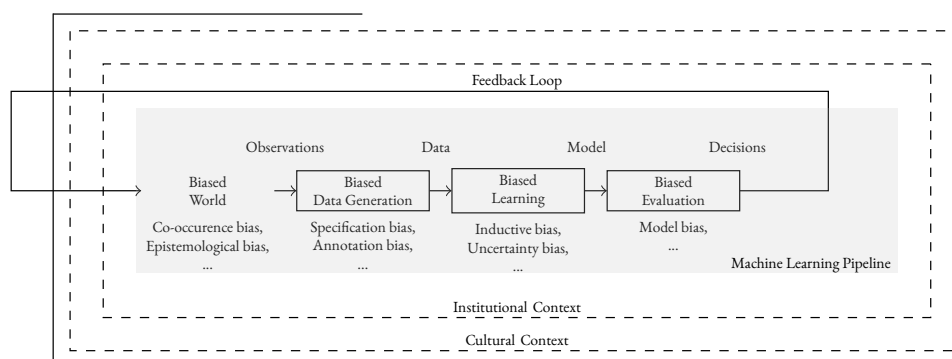 Feedback Loop
Observations
Data
Model
Decisions
Biased
World
Biased
Data Generation
Biased
Learning
Biased
Evaluation
Co-occurence bias,
Epistemological bias,
...
Specification bias,
Annotation bias,
...
Inductive bias,
Uncertainty bias,
...
Model bias,
...
Machine Learning Pipeline
Institutional Context
Cultural Context